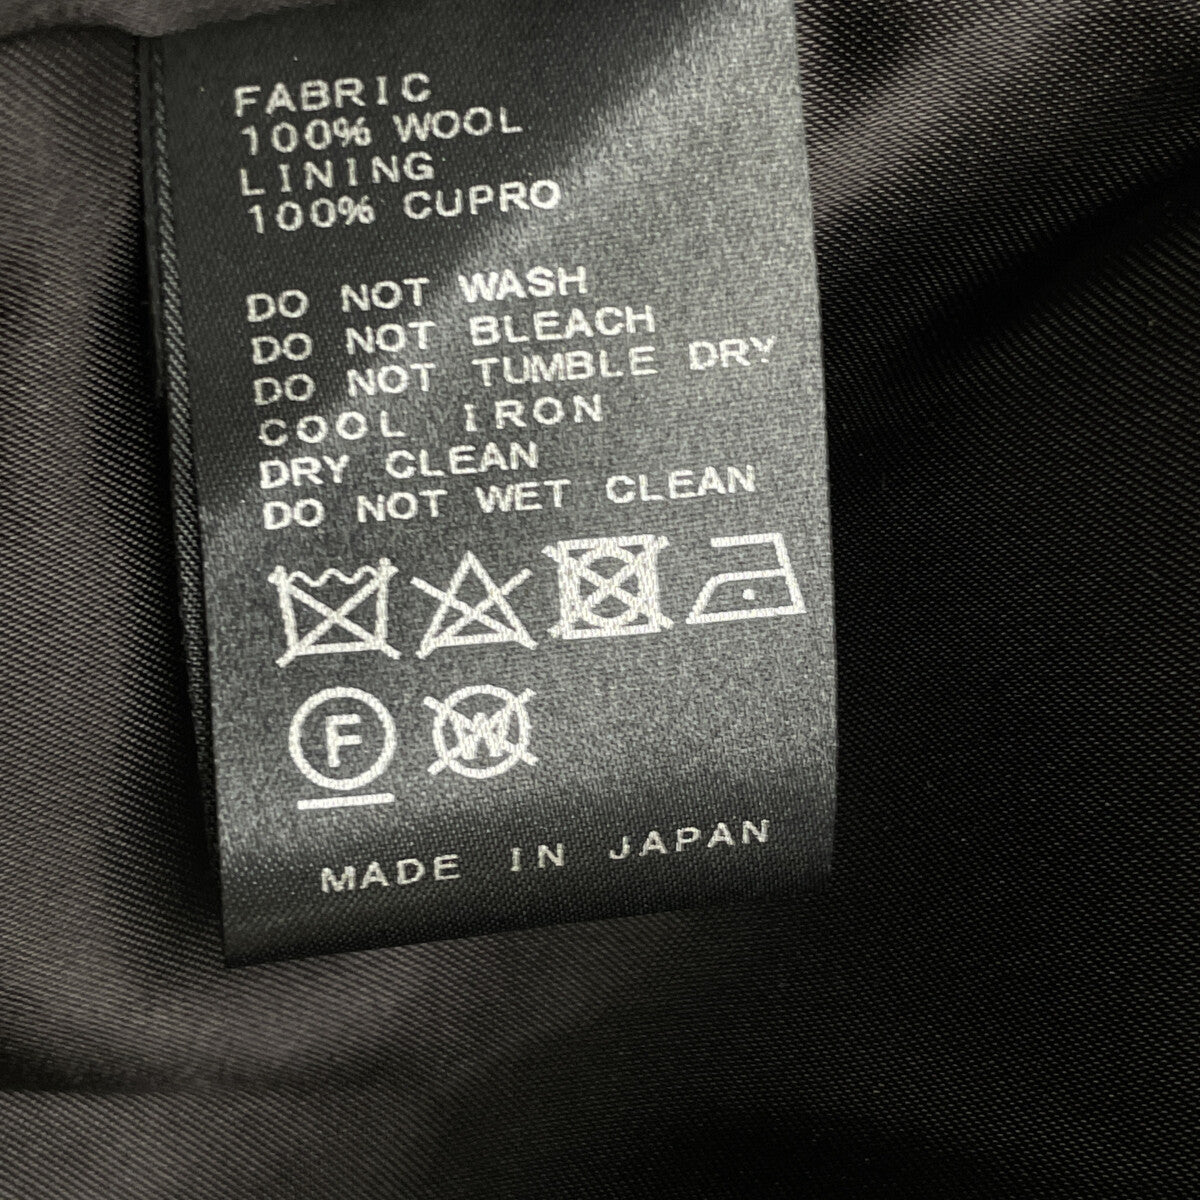 FABRIC
100% WOOL
LINING
100% CUPRO
DO NOT WASH
DO NOT BLEACH
DO NOT TUMBLE DRY
COOL IRON
DRY CLEAN
DO NOT WET CLEAN
F W
MADE IN JAPAN